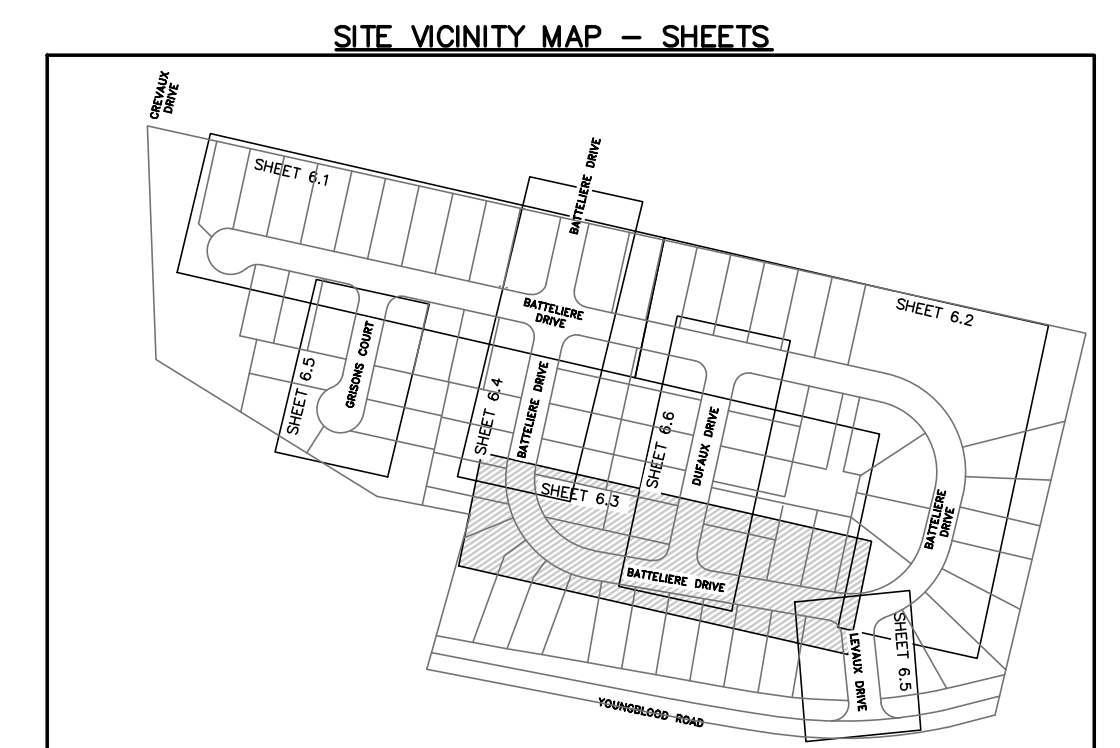 SITE VICINITY MAP – SHEETS
CREVAUX
DRIVE
SHEET 6.1
BATTELIERE DRIVE
BATTELIERE
DRIVE
SHEET 6.2
SHEET 6.5
GRISONS COURT
SHEET 6.4
BATTELIERE DRIVE
SHEET 6.6
DUFAUX DRIVE
SHEET 6.3
BATTELIERE
DRIVE
BATTELIERE DRIVE
LEVAUX DRIVE
SHEET 6.5
YOUNGBLOOD ROAD